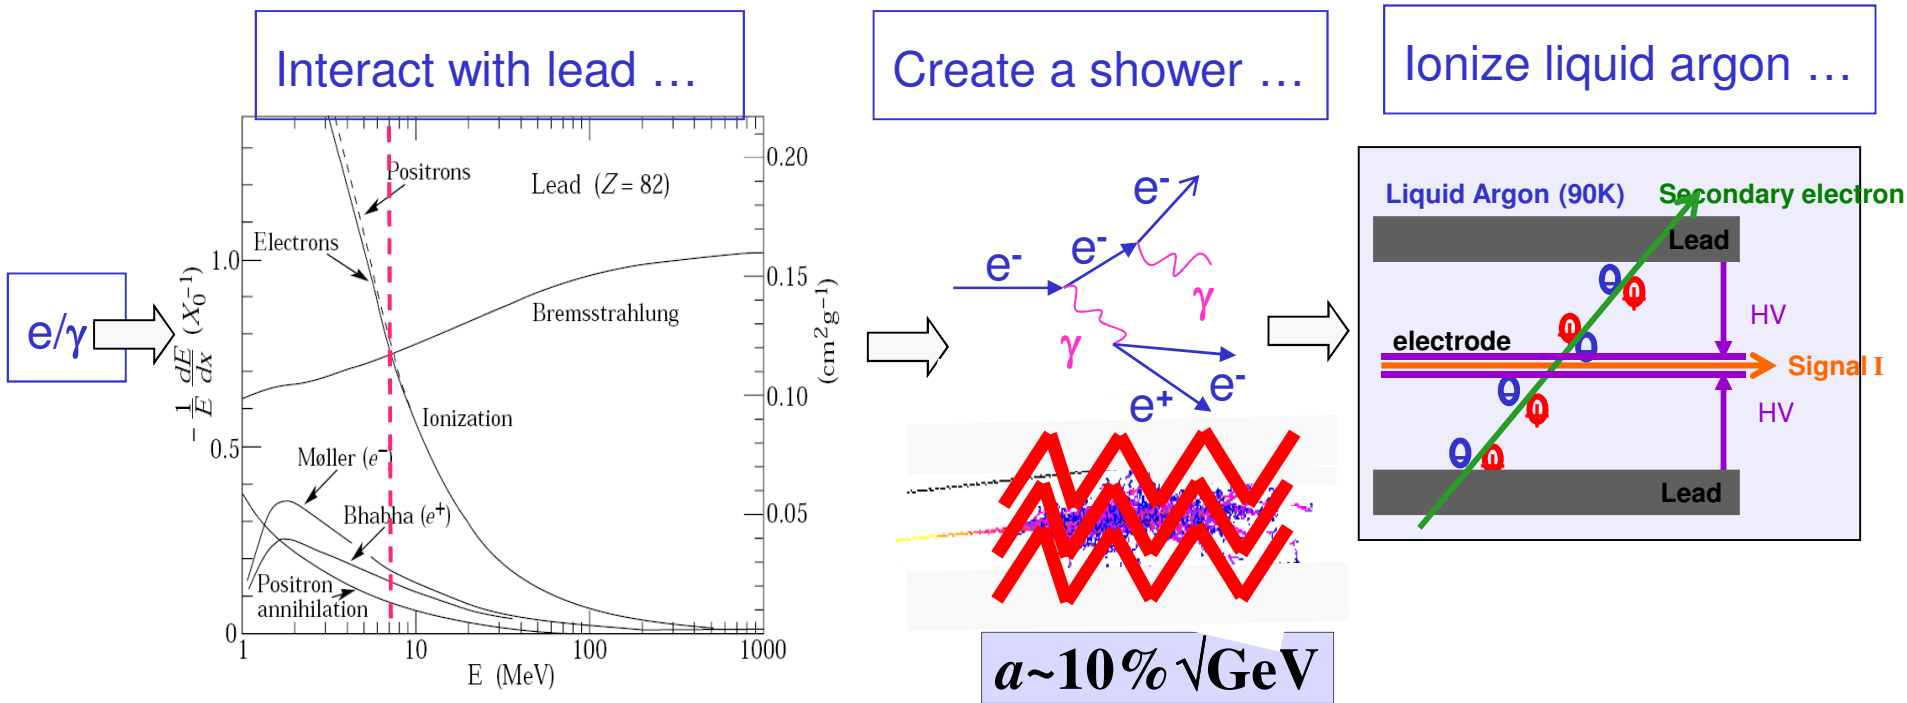 Interact with lead …
Create a shower …
Ionize liquid argon …
e/γ
Positrons
Lead (Z = 82)
Electrons
Bremsstrahlung
Ionization
Møller (e⁻)
Bhabha (e⁺)
Positron
annihilation
- 1/E dE/dx (X₀⁻¹)
1.0
0.5
0
0.20
0.15
0.10
0.05
(cm²g⁻¹)
1
10
100
1000
E (MeV)
e⁻
e⁻
e⁻
γ
γ
e⁻
e⁺
a~10% √GeV
Liquid Argon (90K)
Secondary electron
Lead
HV
electrode
Signal I
HV
Lead